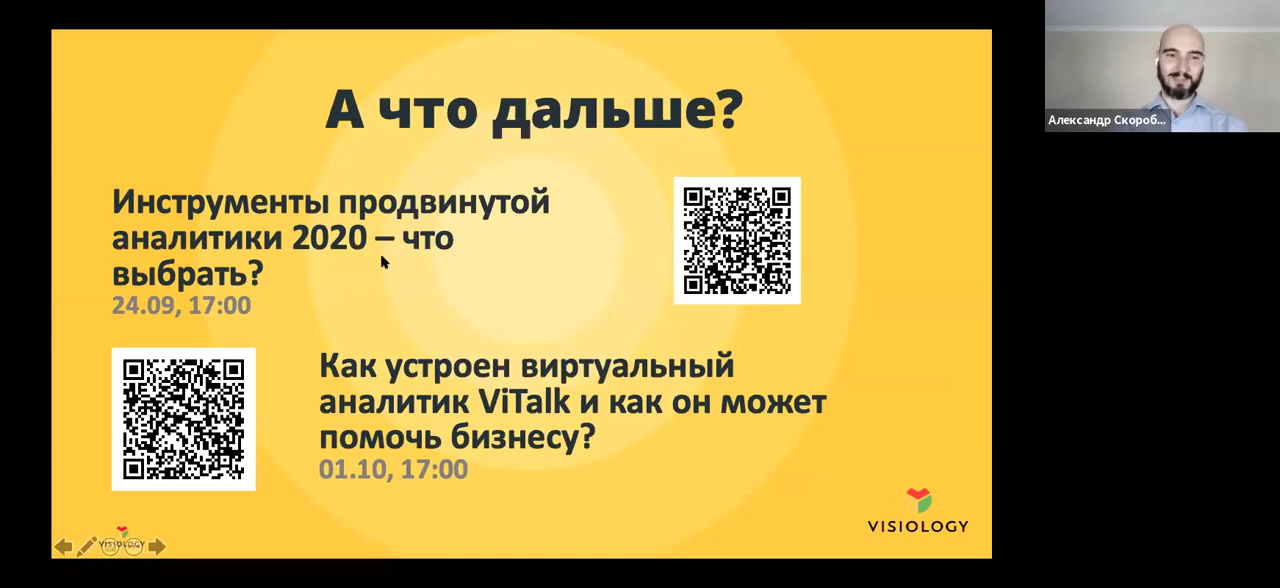 А что дальше?
Инструменты продвинутой
аналитики 2020 – что
выбрать?
24.09, 17:00
Как устроен виртуальный
аналитик ViTalk и как он может
помочь бизнесу?
01.10, 17:00
VISIOLOGY
VISIOLOGY
Александр Скороб...